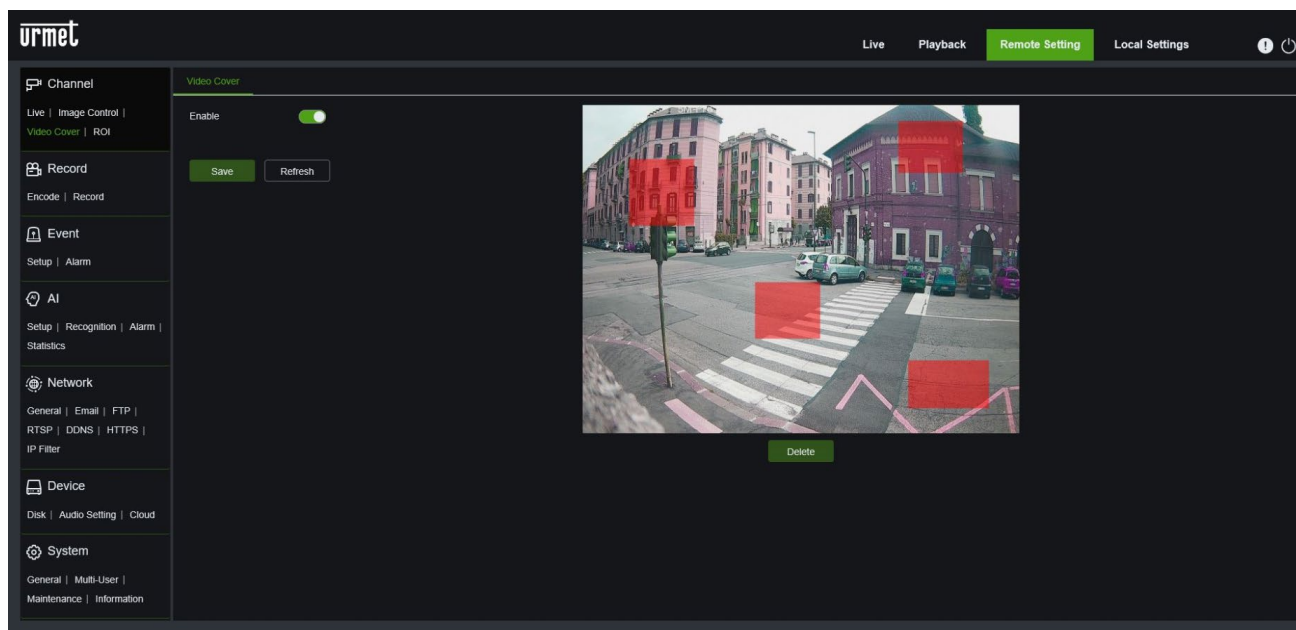 urmet
Live Playback Remote Setting Local Settings
Channel
Live | Image Control |
Video Cover | ROI
Record
Encode | Record
Event
Setup | Alarm
AI
Setup | Recognition | Alarm |
Statistics
Network
General | Email | FTP |
RTSP | DDNS | HTTPS |
IP Filter
Device
Disk | Audio Setting | Cloud
System
General | Multi-User |
Maintenance | Information
Video Cover
Enable
Save Refresh
Delete